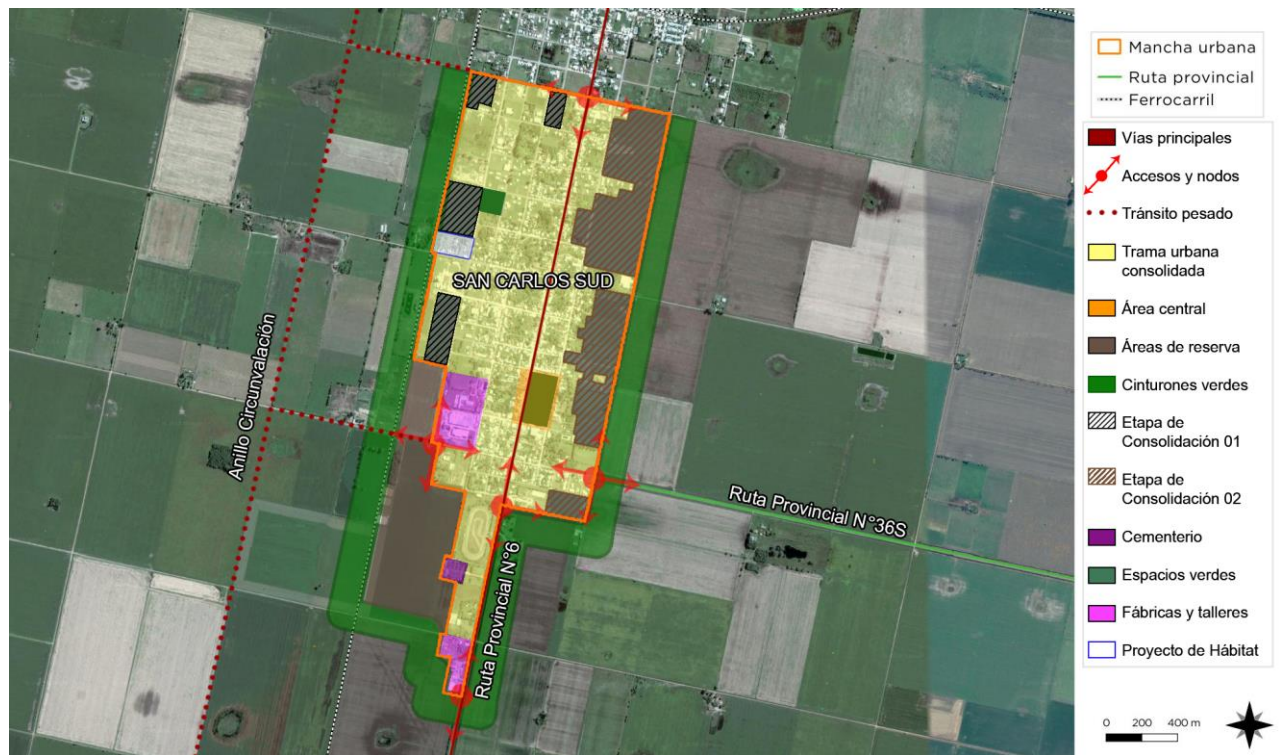 SAN CARLOS SUD
Anillo Circunvalación
Ruta Provincial N°36S
Ruta Provincial N°6
Mancha urbana
Ruta provincial
Ferrocarril
Vías principales
Accesos y nodos
Tránsito pesado
Trama urbana
consolidada
Área central
Áreas de reserva
Cinturones verdes
Etapa de
Consolidación 01
Etapa de
Consolidación 02
Cementerio
Espacios verdes
Fábricas y talleres
Proyecto de Hábitat
0 200 400 m